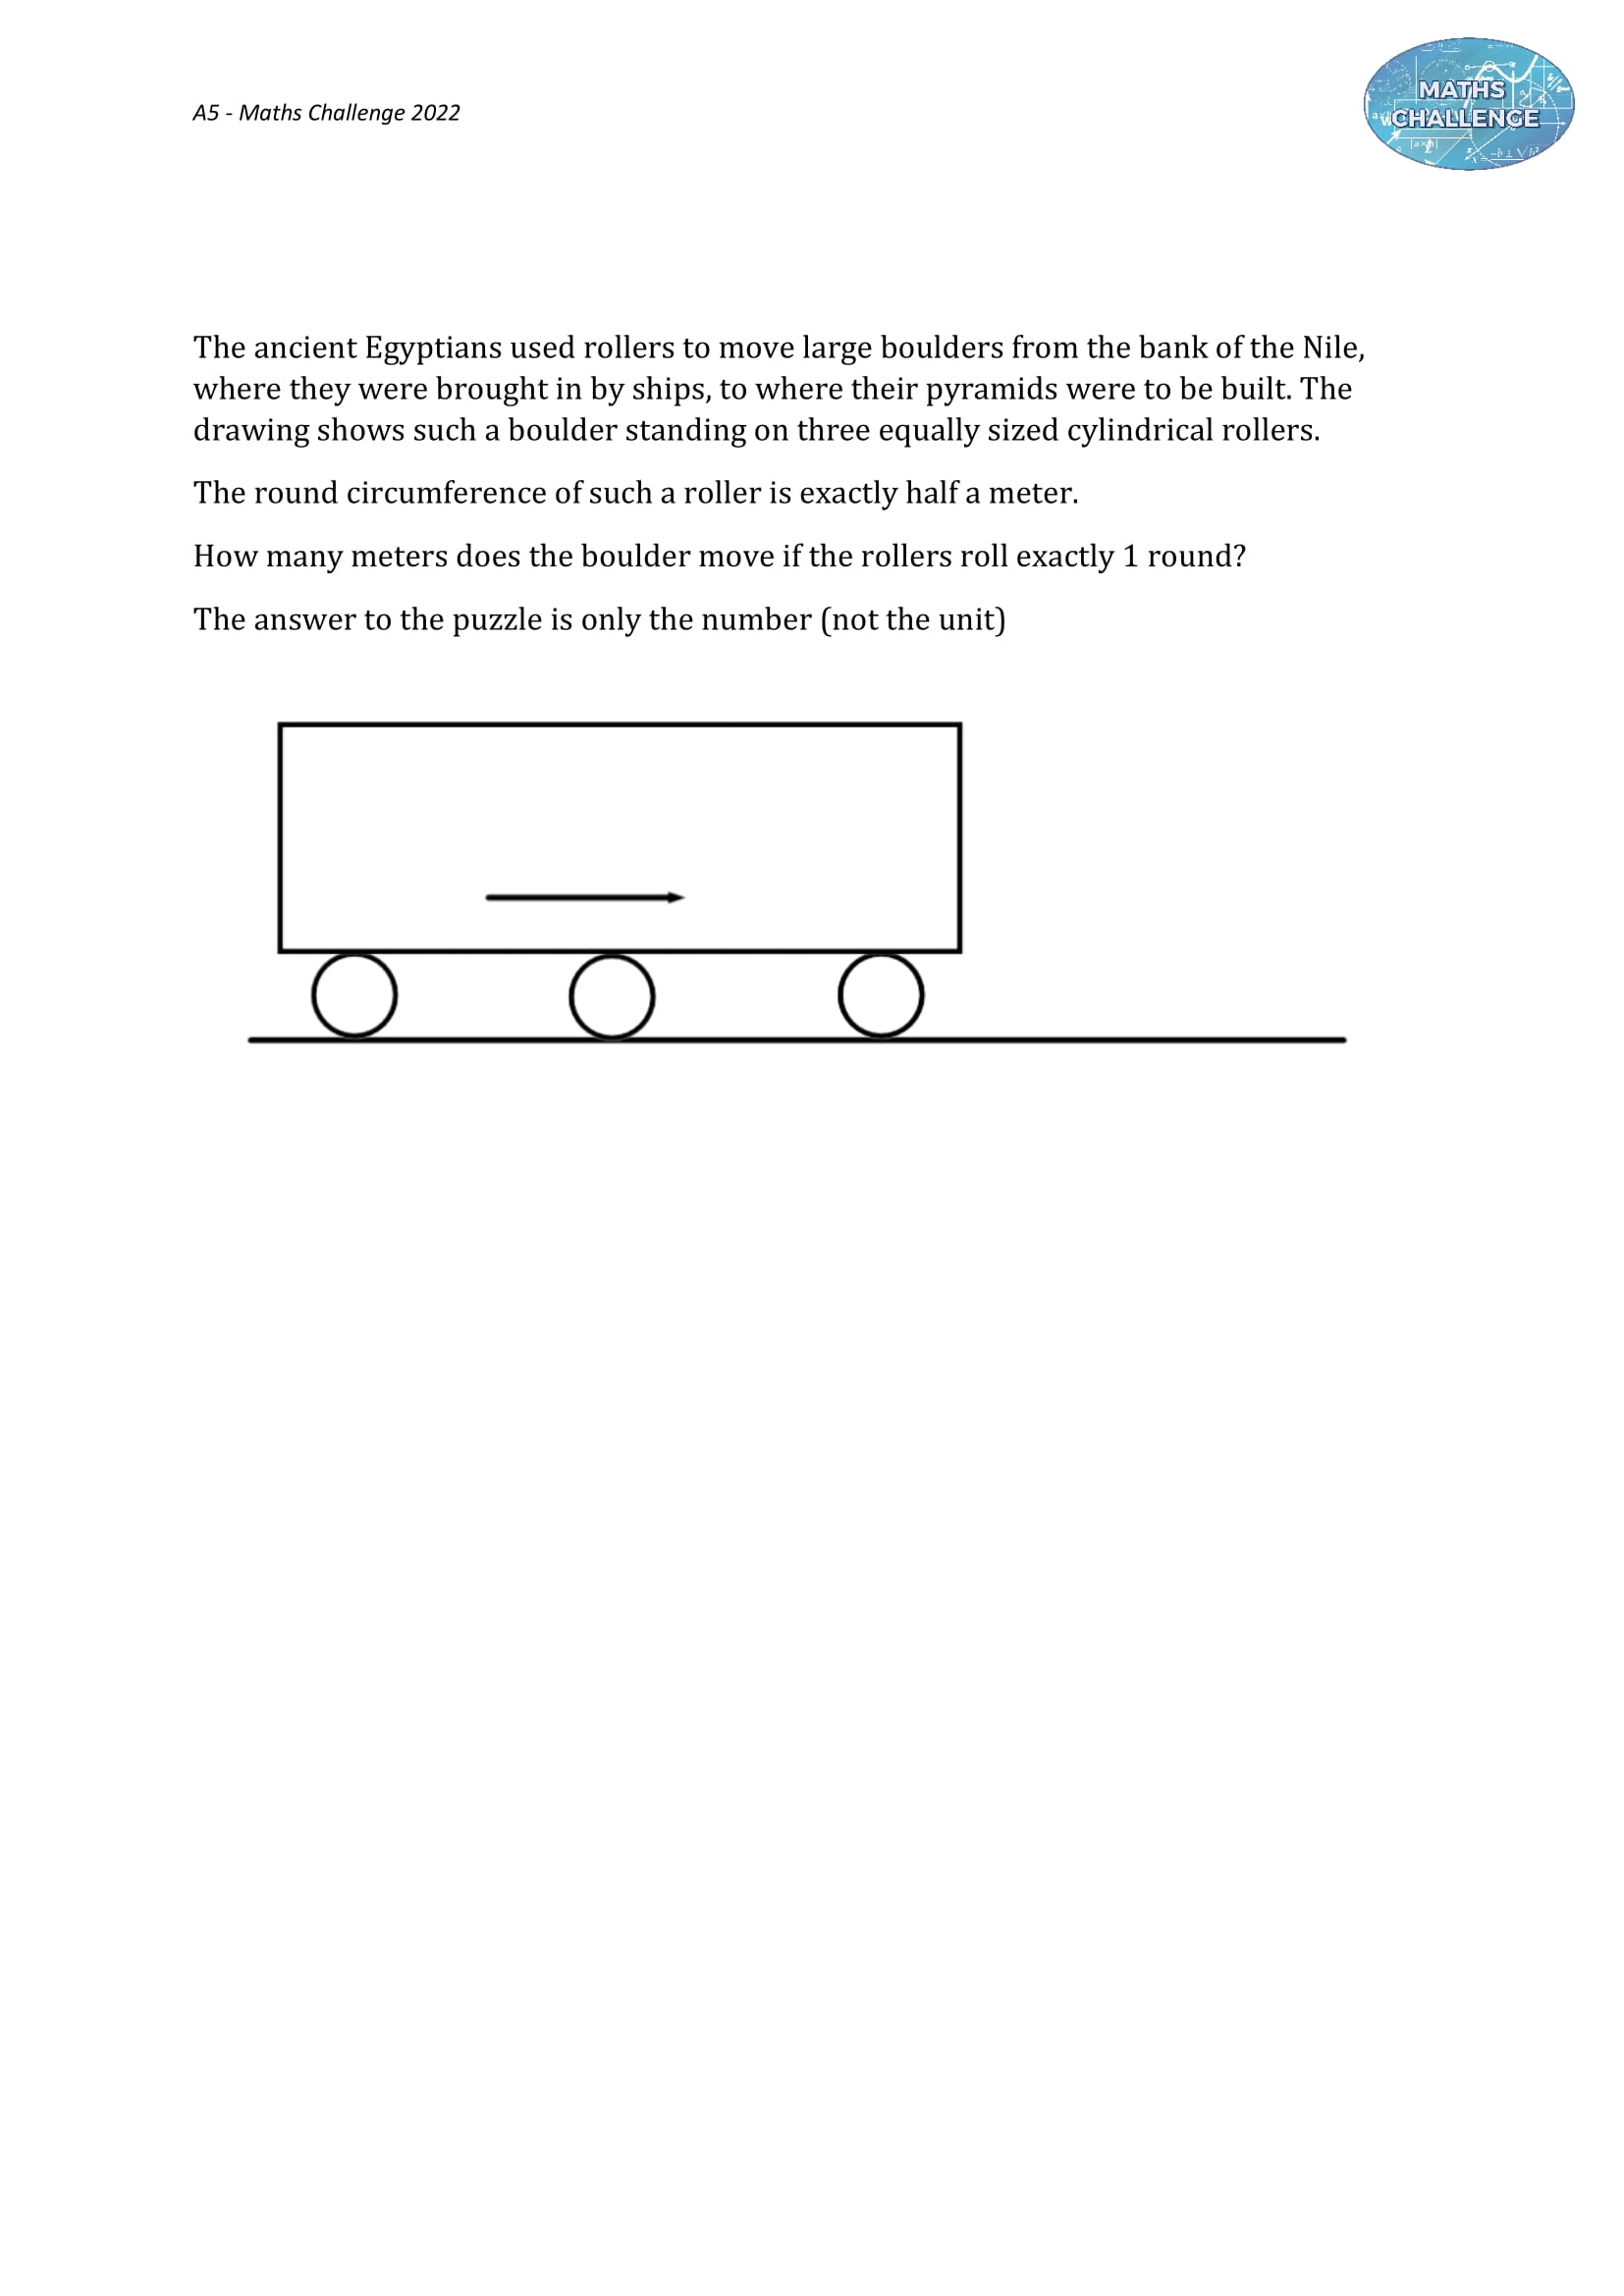 A5 - Maths Challenge 2022
MATHS
CHALLENGE
The ancient Egyptians used rollers to move large boulders from the bank of the Nile,
where they were brought in by ships, to where their pyramids were to be built. The
drawing shows such a boulder standing on three equally sized cylindrical rollers.
The round circumference of such a roller is exactly half a meter.
How many meters does the boulder move if the rollers roll exactly 1 round?
The answer to the puzzle is only the number (not the unit)